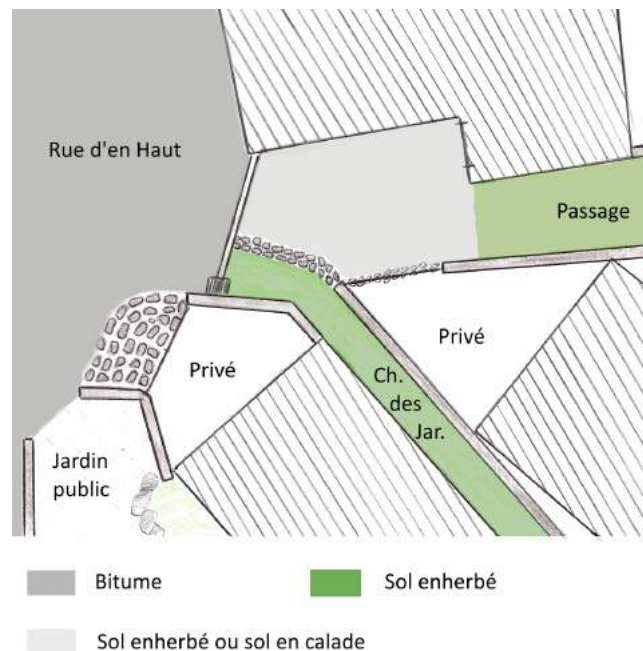 Rue d'en Haut
Passage
Privé
Privé
Ch.
des
Jar.
Jardin
public
Bitume
Sol enherbé
Sol enherbé ou sol en calade